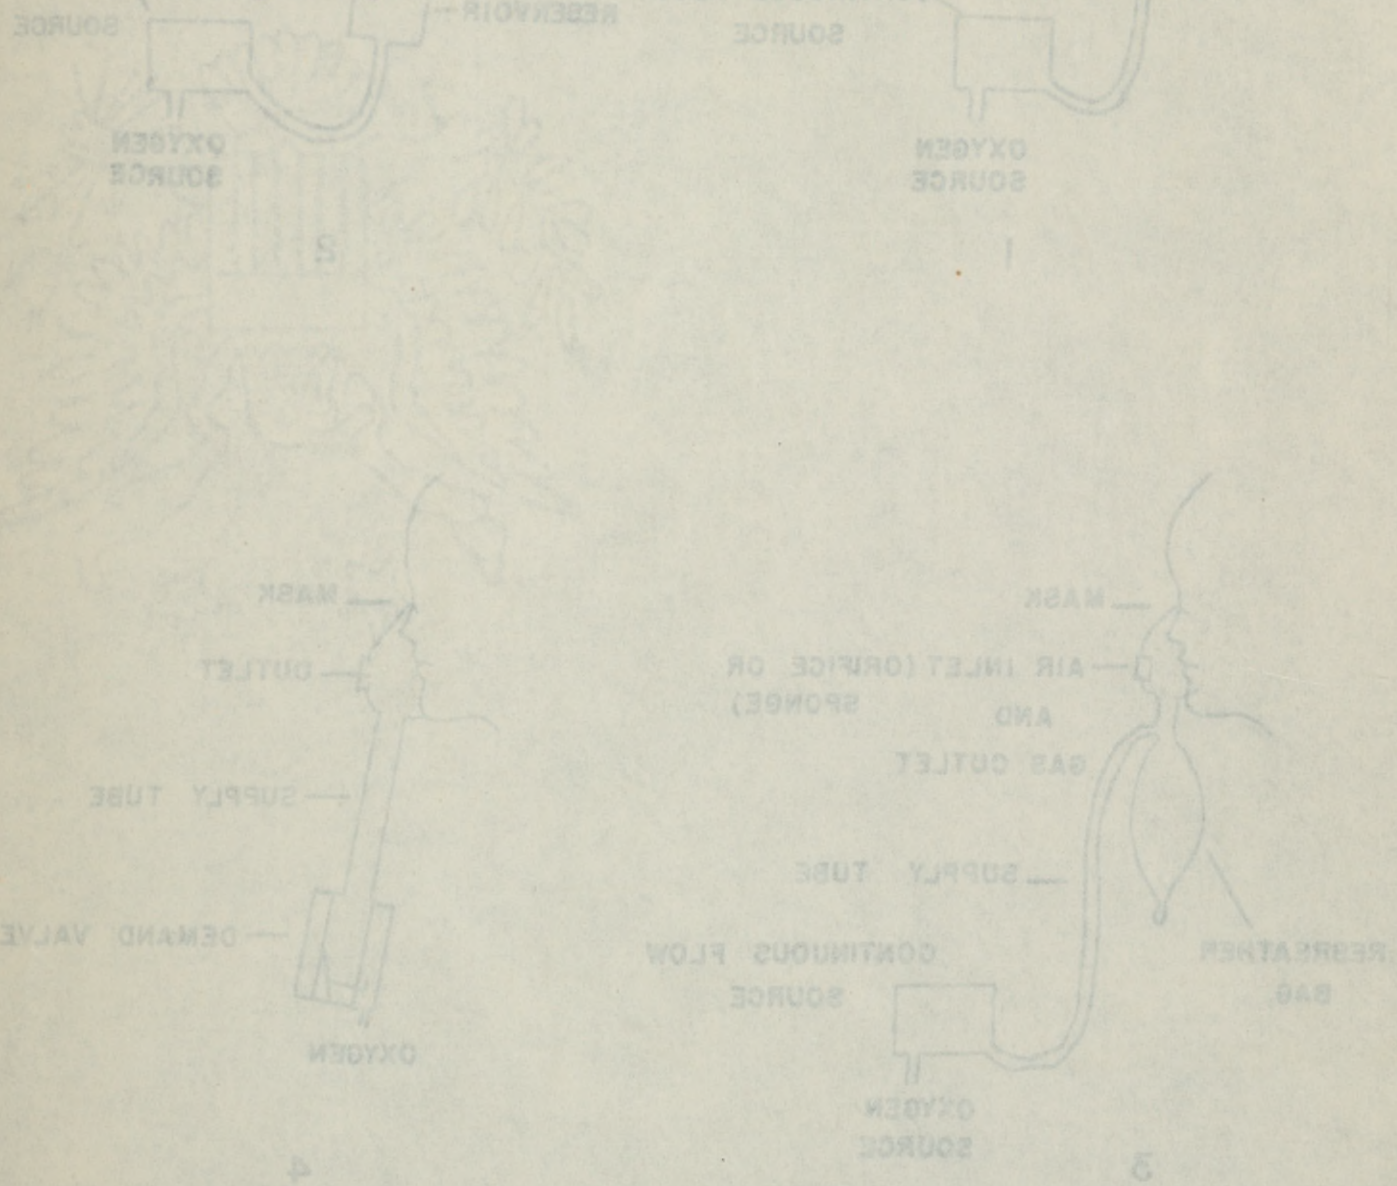 SOURCE
RESERVOIR
OXYGEN
SOURCE
2
SOURCE
OXYGEN
SOURCE
1
MASK
OUTLET
SUPPLY TUBE
DEMAND VALVE
OXYGEN
4
MASK
AIR INLET (ORIFICE OR
SPONGE)
AND
GAS OUTLET
SUPPLY TUBE
CONTINUOUS FLOW
SOURCE
REBREATHER
BAG
OXYGEN
SOURCE
3